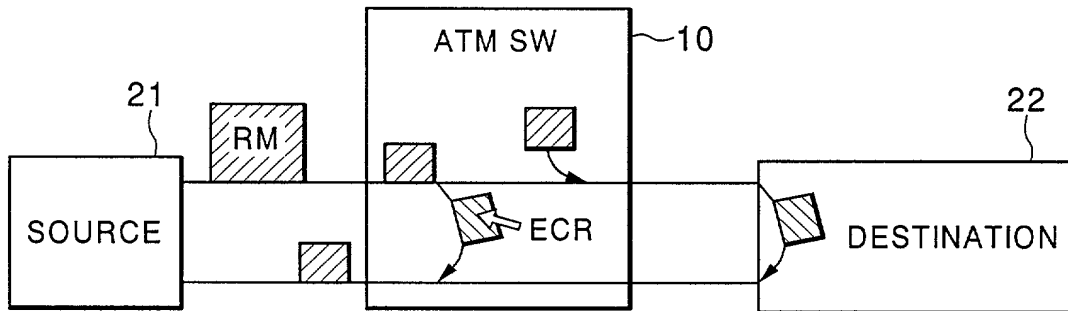 ATM SW
10
21
RM
22
SOURCE
ECR
DESTINATION